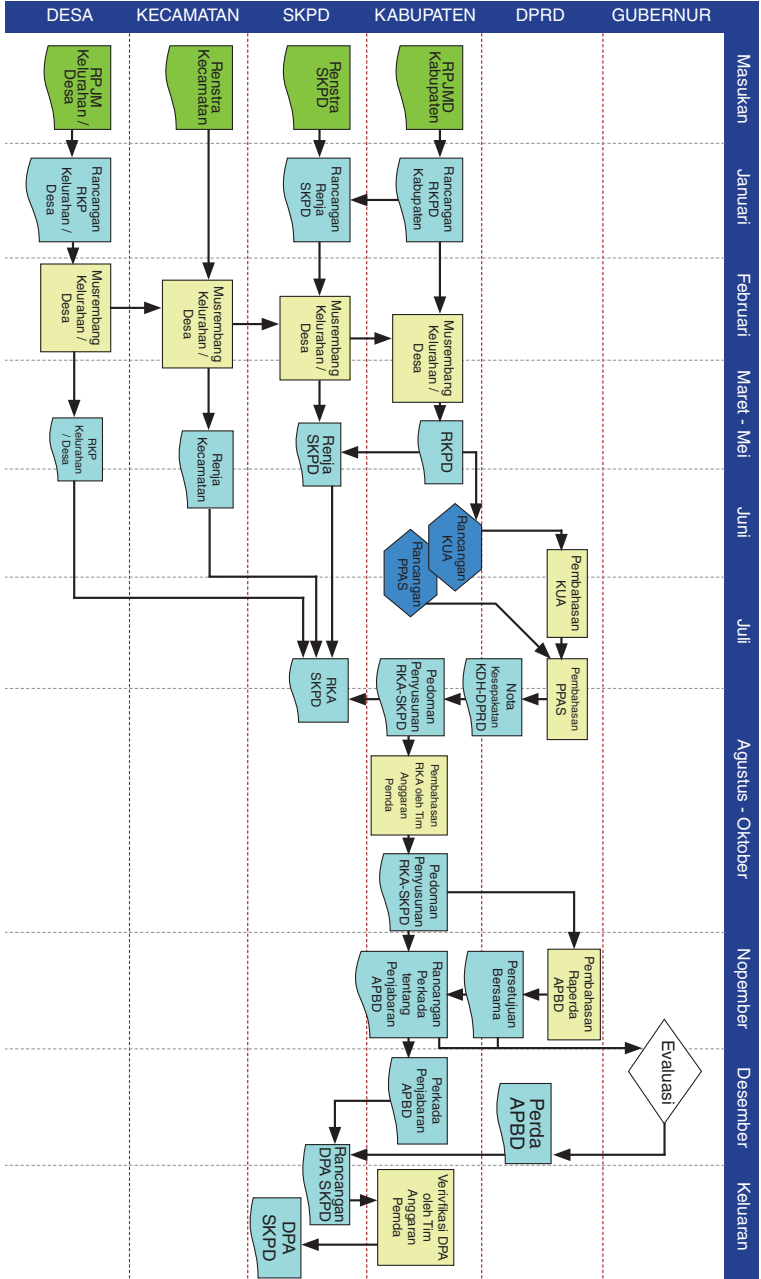 DESA
KECAMATAN
SKPD
KABUPATEN
DPRD
GUBERNUR
Masukan
RPJM
Kelurahan /
Desa
Renstra
Kecamatan
Renstra
SKPD
RPJMD
Kabupaten
Januari
Rancangan
RKP
Kelurahan /
Desa
Rancangan
Renja
SKPD
Rancangan
RKPD
Kabupaten
Februari
Musrembang
Kelurahan /
Desa
Musrembang
Kelurahan /
Desa
Musrembang
Kelurahan /
Desa
Musrembang
Kelurahan /
Desa
Maret - Mei
RKP
Kelurahan
/ Desa
Renja
Kecamatan
Renja
SKPD
RKPD
Juni
Rancangan
KUA
Rancangan
PPAS
Pembahasan
KUA
Juli
RKA
SKPD
Pedoman
Penyusunan
RKA-SKPD
Nota
Kesepakatan
KDH-DPRD
Pembahasan
PPAS
Agustus - Oktober
Pembahasan
RKA oleh Tim
Anggaran
Pemda
Pedoman
Penyusunan
RKA-SKPD
Nopember
Rancangan
Perkada
tentang
Penjabaran
APBD
Persetujuan
Bersama
Pembahasan
Raperda
APBD
Evaluasi
Desember
Perkada
Penjabaran
APBD
Perda
APBD
Keluaran
Rancangan
DPA SKPD
Verivfikasi DPA
oleh Tim
Anggaran
Pemda
DPA
SKPD